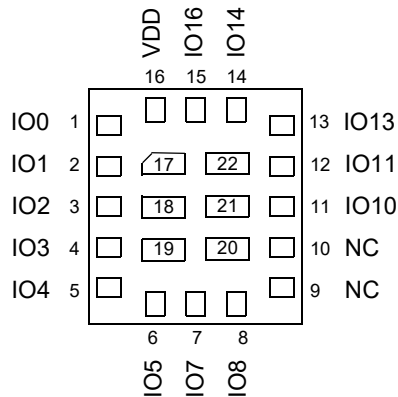 VDD IO16 IO14
16 15 14
IO0 1 13 IO13
IO1 2 17 22 12 IO11
IO2 3 18 21 11 IO10
IO3 4 19 20 10 NC
IO4 5 9 NC
6 7 8
IO5 IO7 IO8